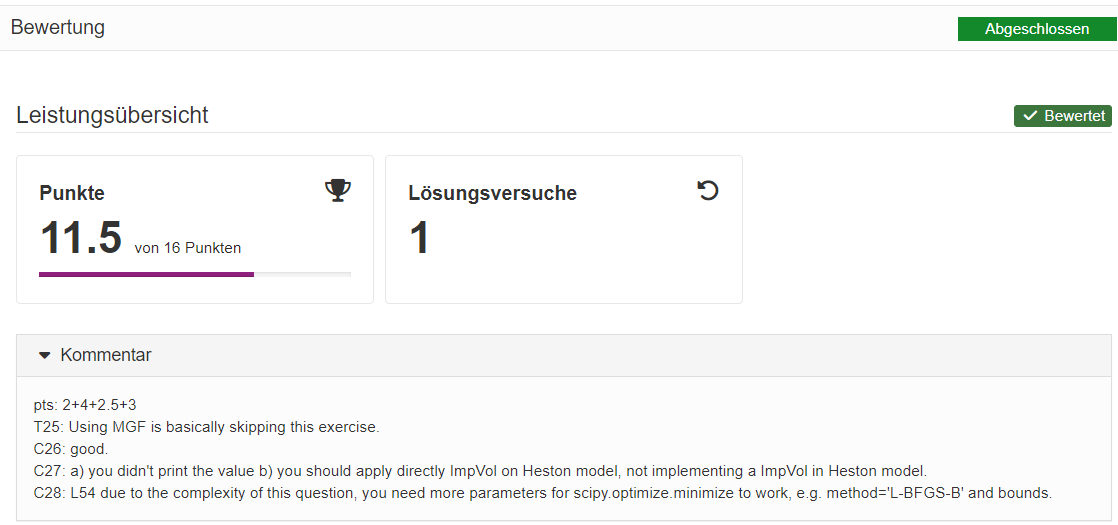 Bewertung
Abgeschlossen
Leistungsübersicht
Bewertet
Punkte
11.5 von 16 Punkten
Lösungsversuche
1
Kommentar
pts: 2+4+2.5+3
T25: Using MGF is basically skipping this exercise.
C26: good.
C27: a) you didn't print the value b) you should apply directly ImpVol on Heston model, not implementing a ImpVol in Heston model.
C28: L54 due to the complexity of this question, you need more parameters for scipy.optimize.minimize to work, e.g. method='L-BFGS-B' and bounds.